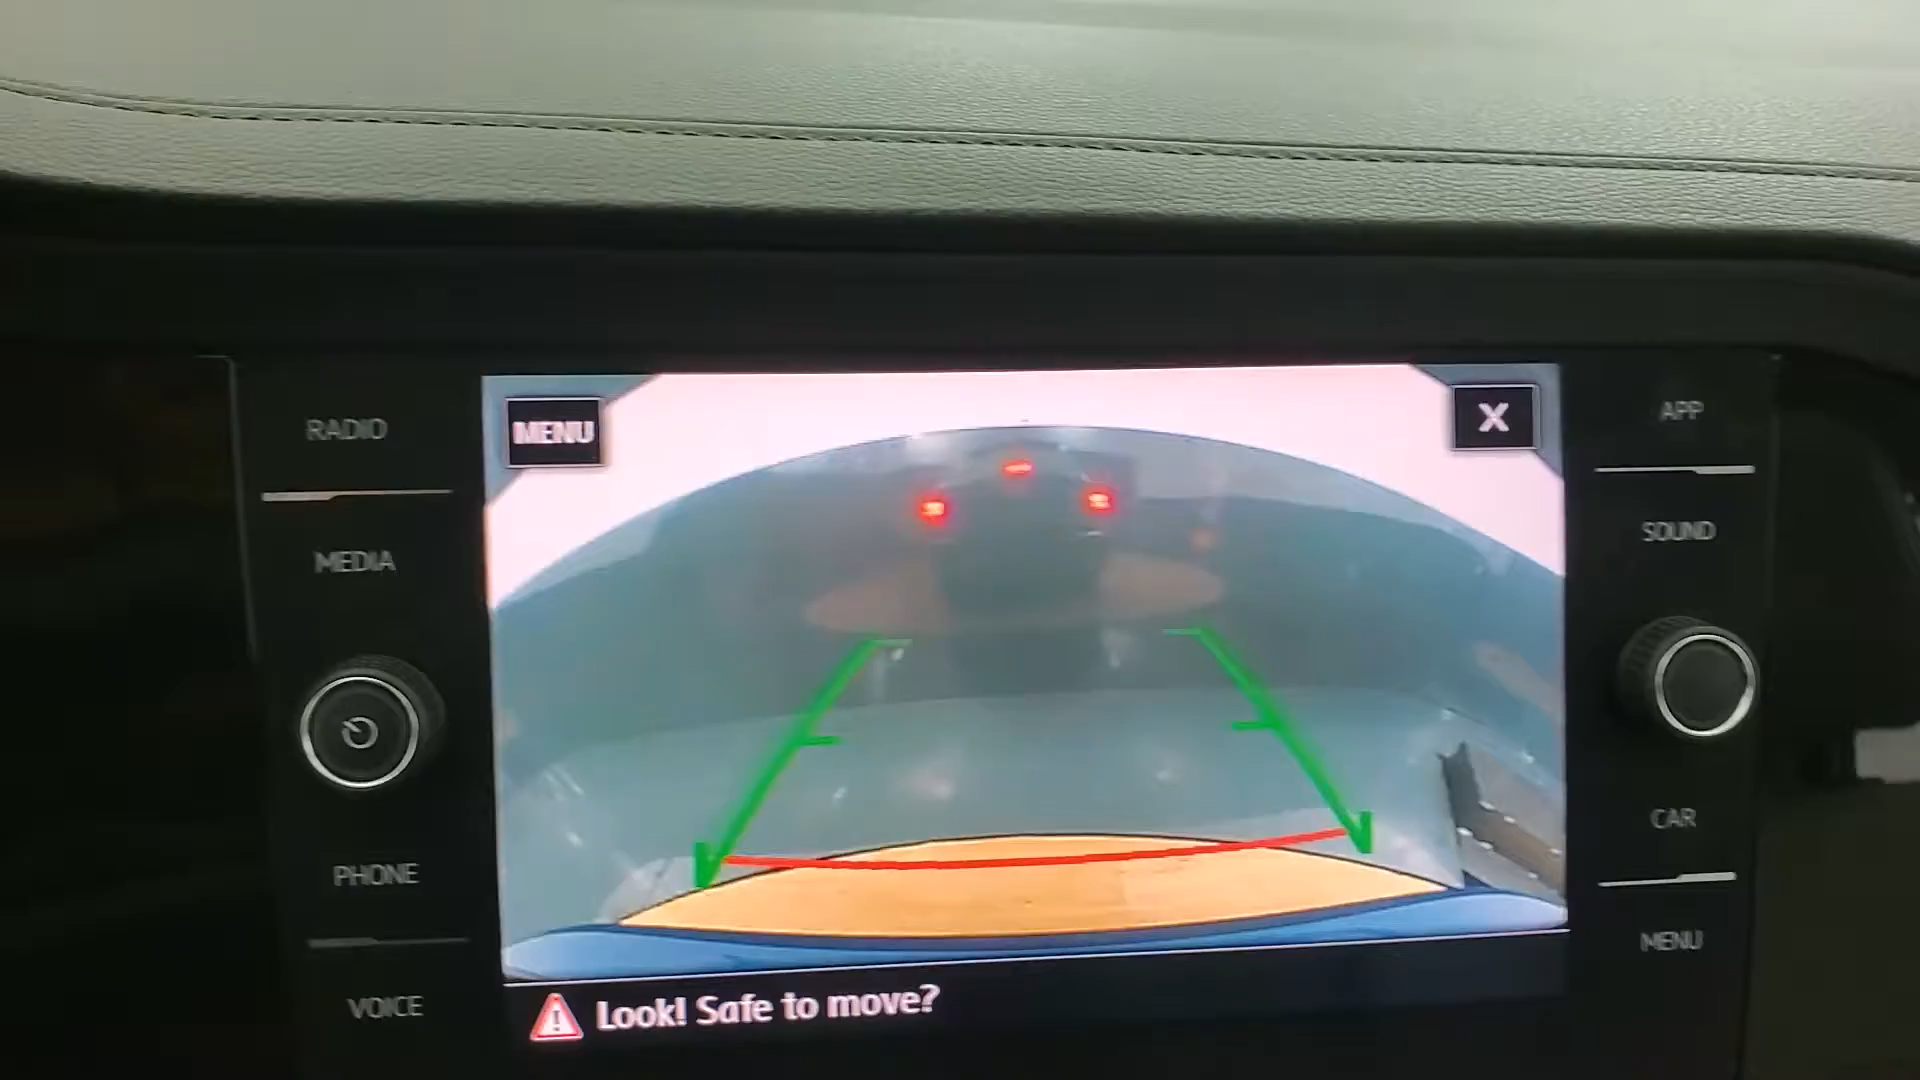 RADIO
MEDIA
PHONE
VOICE
MENU
X
Look! Safe to move?
APP
SOUND
CAR
MENU